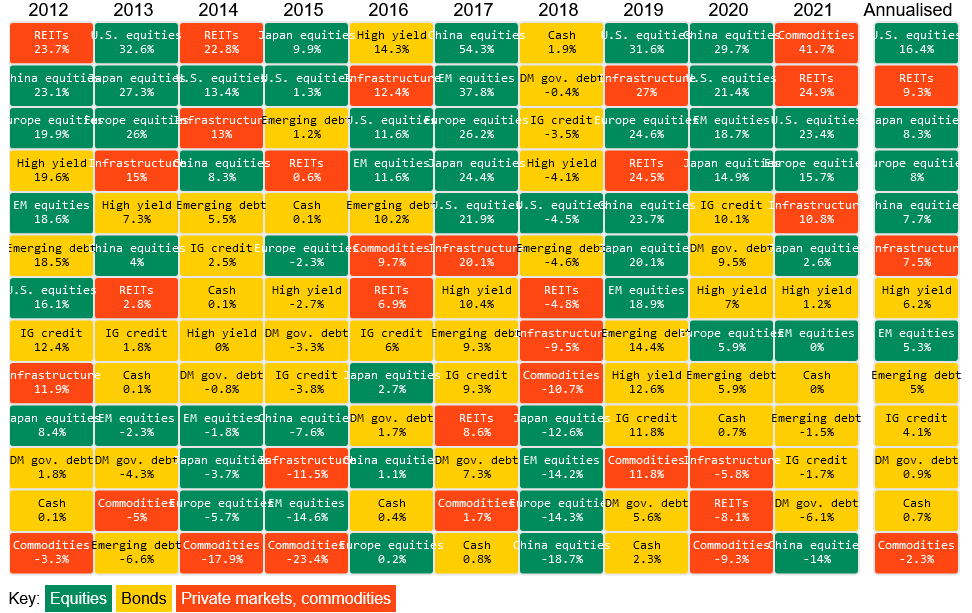 2012 2013 2014 2015 2016 2017 2018 2019 2020 2021 Annualised
REITs U.S. equities REITs Japan equities High yield China equities Cash U.S. equities China equities Commodities U.S. equities
23.7% 32.6% 22.8% 9.9% 14.3% 54.3% 1.9% 31.6% 29.7% 41.7% 16.4%
China equities Japan equities U.S. equities U.S. equities Infrastructure EM equities DM gov. debt Infrastructure U.S. equities REITs REITs
23.1% 27.3% 13.4% 1.3% 12.4% 37.8% -0.4% 27% 21.4% 24.9% 9.3%
Europe equities Europe equities Infrastructure Emerging debt U.S. equities Europe equities IG credit Europe equities EM equities U.S. equities Japan equities
19.9% 26% 13% 1.2% 11.6% 26.2% -3.5% 24.6% 18.7% 23.4% 8.3%
High yield Infrastructure China equities REITs EM equities Japan equities High yield REITs Japan equities Europe equities Europe equities
19.6% 15% 8.3% 0.6% 11.6% 24.4% -4.1% 24.5% 14.9% 15.7% 8%
EM equities High yield Emerging debt Cash Emerging debt U.S. equities U.S. equities China equities IG credit Infrastructure China equities
18.6% 7.3% 5.5% 0.1% 10.2% 21.9% -4.5% 23.7% 10.1% 10.8% 7.7%
Emerging debt China equities IG credit Europe equities Commodities Infrastructure Emerging debt Japan equities DM gov. debt Japan equities Infrastructure
18.5% 4% 2.5% -2.3% 9.7% 20.1% -4.6% 20.1% 9.5% 2.6% 7.5%
U.S. equities REITs Cash High yield REITs High yield REITs EM equities High yield High yield High yield
16.1% 2.8% 0.1% -2.7% 6.9% 10.4% -4.8% 18.9% 7% 1.2% 6.2%
IG credit IG credit High yield DM gov. debt IG credit Emerging debt Infrastructure Emerging debt Europe equities EM equities EM equities
12.4% 1.8% 0% -3.3% 6% 9.3% -9.5% 14.4% 5.9% 0% 5.3%
Infrastructure Cash DM gov. debt IG credit Japan equities IG credit Commodities High yield Emerging debt Cash Emerging debt
11.9% 0.1% -0.8% -3.8% 2.7% 9.3% -10.7% 12.6% 5.9% 0% 5%
Japan equities EM equities EM equities China equities DM gov. debt REITs Japan equities IG credit Cash Emerging debt IG credit
8.4% -2.3% -1.8% -7.6% 1.7% 8.6% -12.6% 11.8% 0.7% -1.5% 4.1%
DM gov. debt DM gov. debt Japan equities Infrastructure China equities DM gov. debt EM equities Commodities Infrastructure IG credit DM gov. debt
1.8% -4.3% -3.7% -11.5% 1.1% 7.3% -14.2% 11.8% -5.8% -1.7% 0.9%
Cash Commodities Europe equities EM equities Cash Commodities Europe equities DM gov. debt REITs DM gov. debt Cash
0.1% -5% -5.7% -14.6% 0.4% 1.7% -14.3% 5.6% -8.1% -6.1% 0.7%
Commodities Emerging debt Commodities Commodities Europe equities Cash China equities Cash Commodities China equities Commodities
-3.3% -6.6% -17.9% -23.4% 0.2% 0.8% -18.7% 2.3% -9.3% -14% -2.3%
Key: Equities Bonds Private markets, commodities